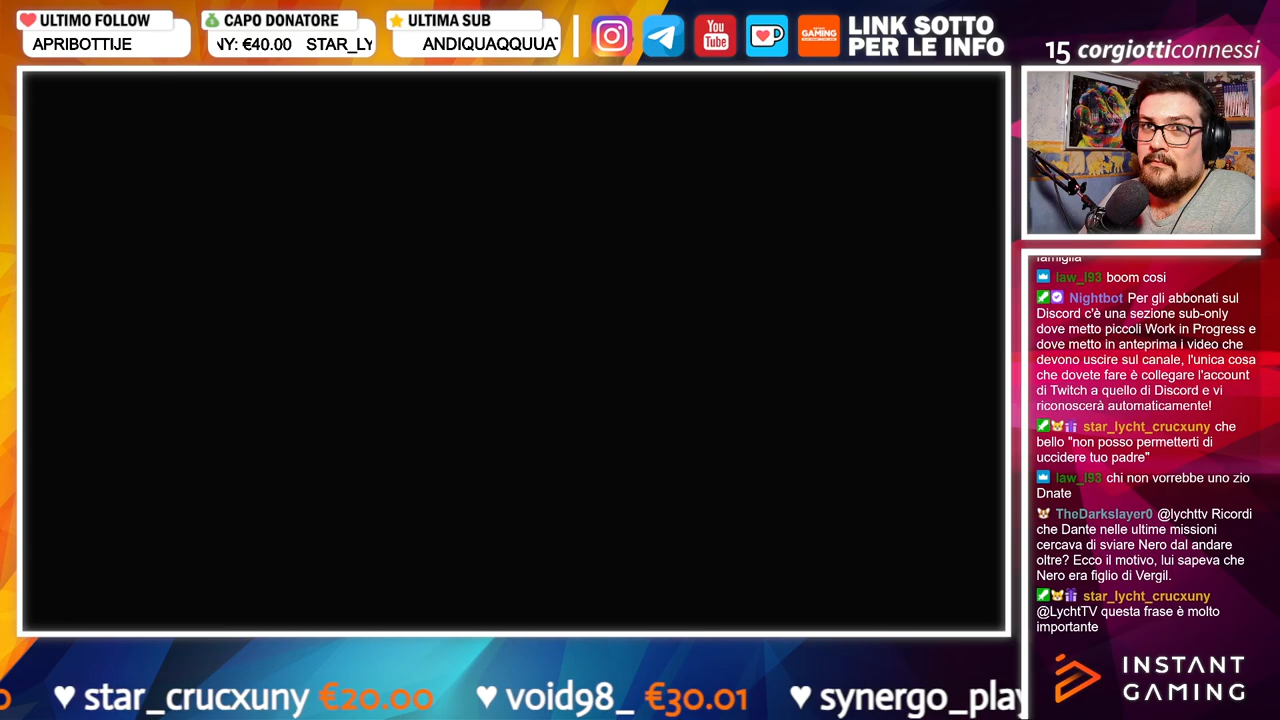 ULTIMO FOLLOW
APRIBOTTIJE
CAPO DONATORE
NY: €40.00 STAR_LY
ULTIMA SUB
ANDIQUAQQUUA
You
Tube
GAMING
LINK SOTTO
PER LE INFO
15 corgiotticonnessi
famiglia
law_l93 boom cosi
Nightbot Per gli abbonati sul
Discord c'è una sezione sub-only
dove metto piccoli Work in Progress e
dove metto in anteprima i video che
devono uscire sul canale, l'unica cosa
che dovete fare è collegare l'account
di Twitch a quello di Discord e vi
riconoscerà automaticamente!
star_lycht_crucxuny che
bello "non posso permetterti di
uccidere tuo padre"
law_l93 chi non vorrebbe uno zio
Dnate
TheDarkslayer0 @lychttv Ricordi
che Dante nelle ultime missioni
cercava di sviare Nero dal andare
oltre? Ecco il motivo, lui sapeva che
Nero era figlio di Vergil.
star_lycht_crucxuny
@LychtTV questa frase è molto
importante
INSTANT
GAMING
star_crucxuny €20.00 void98_ €30.01 synergo_play